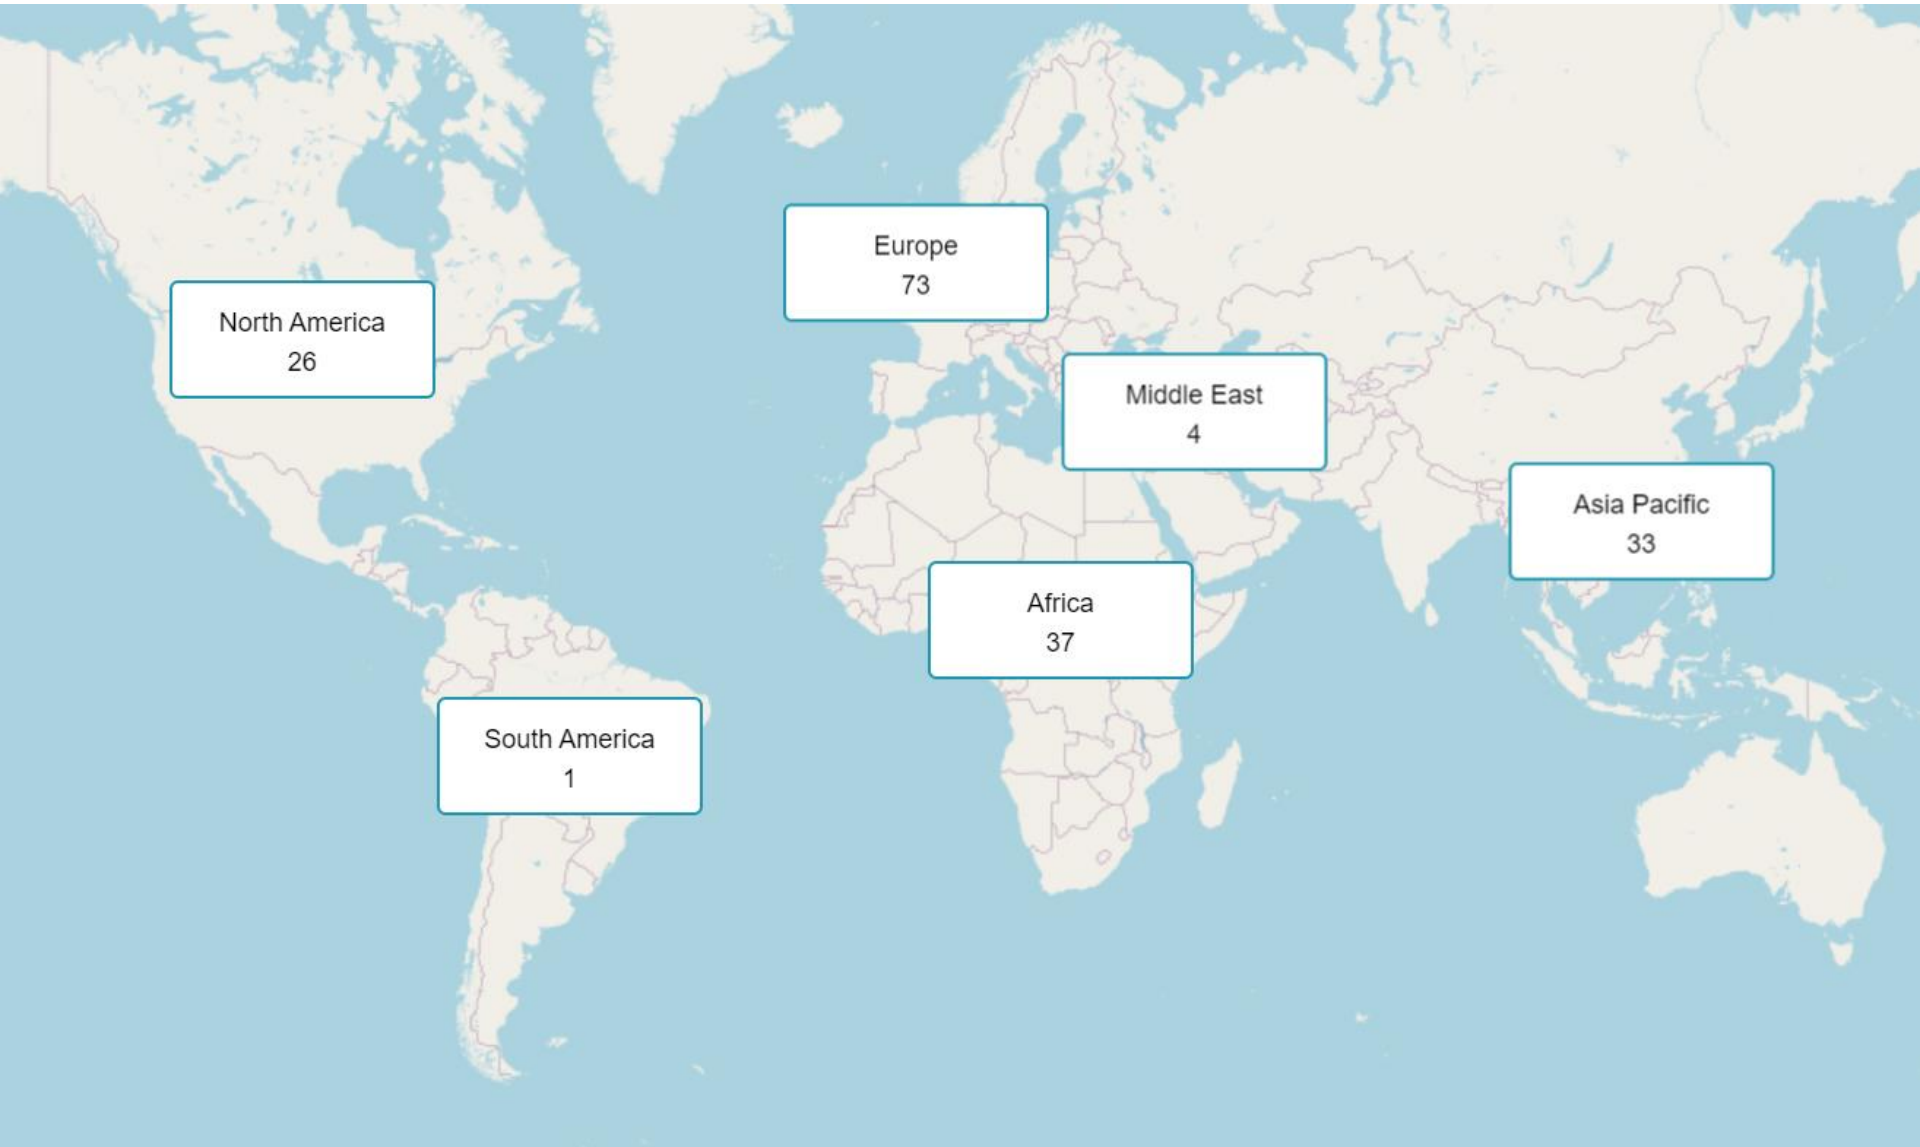 Europe
73
North America
26
Middle East
4
Asia Pacific
33
Africa
37
South America
1